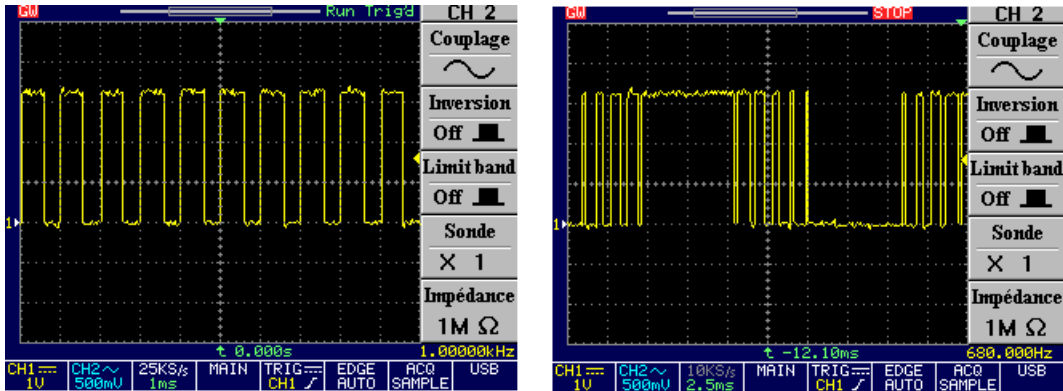 GW Run Trig'd CH 2
Couplage
Inversion
Off
Limit band
Off
Sonde
X 1
Impédance
1M Ω
1
0.000s 1.00000kHz
CH1 CH2 25KS/s MAIN TRIG EDGE ACQ USB
1V 500mV 1ms CH1 AUTO SAMPLE
GW STOP CH 2
Couplage
Inversion
Off
Limit band
Off
Sonde
X 1
Impédance
1M Ω
1
-12.10ms 680.000Hz
CH1 CH2 10KS/s MAIN TRIG EDGE ACQ USB
1V 500mV 2.5ms CH1 AUTO SAMPLE